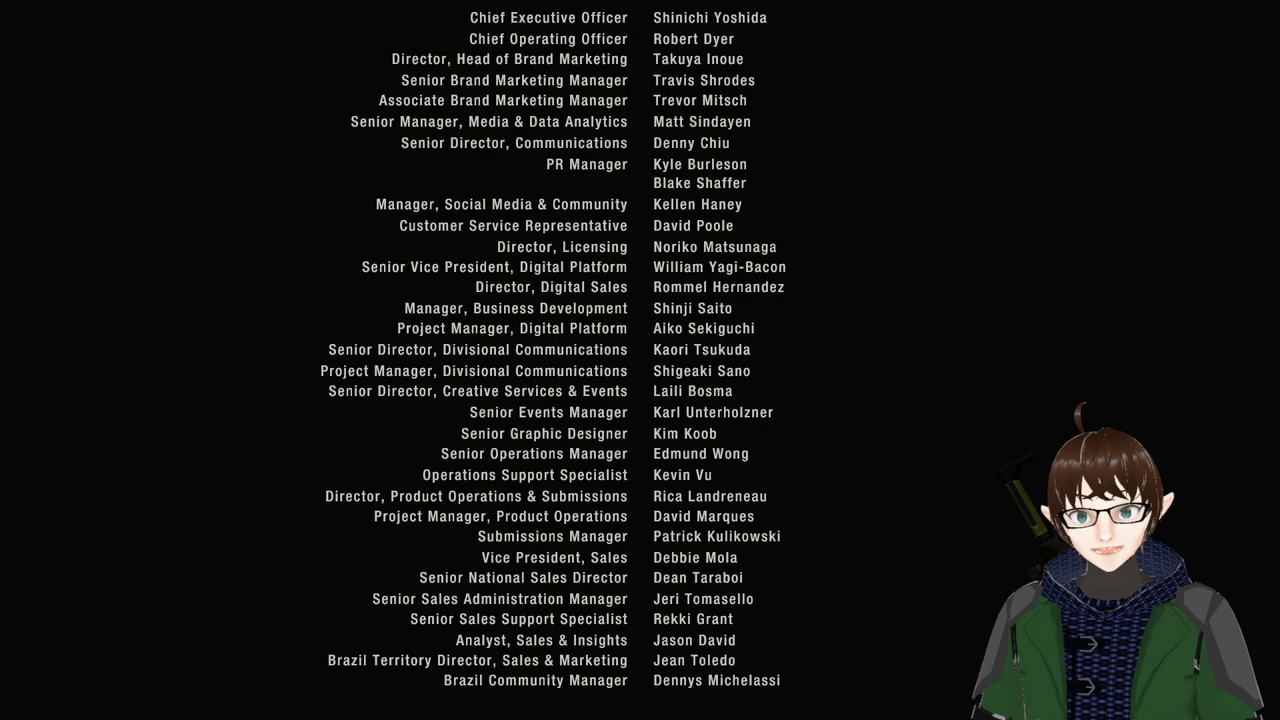 Chief Executive Officer Shinichi Yoshida
Chief Operating Officer Robert Dyer
Director, Head of Brand Marketing Takuya Inoue
Senior Brand Marketing Manager Travis Shrodes
Associate Brand Marketing Manager Trevor Mitsch
Senior Manager, Media & Data Analytics Matt Sindayen
Senior Director, Communications Denny Chiu
PR Manager Kyle Burleson
Blake Shaffer
Manager, Social Media & Community Kellen Haney
Customer Service Representative David Poole
Director, Licensing Noriko Matsunaga
Senior Vice President, Digital Platform William Yagi-Bacon
Director, Digital Sales Rommel Hernandez
Manager, Business Development Shinji Saito
Project Manager, Digital Platform Aiko Sekiguchi
Senior Director, Divisional Communications Kaori Tsukuda
Project Manager, Divisional Communications Shigeaki Sano
Senior Director, Creative Services & Events Laili Bosma
Senior Events Manager Karl Unterholzner
Senior Graphic Designer Kim Koob
Senior Operations Manager Edmund Wong
Operations Support Specialist Kevin Vu
Director, Product Operations & Submissions Rica Landreneau
Project Manager, Product Operations David Marques
Submissions Manager Patrick Kulikowski
Vice President, Sales Debbie Mola
Senior National Sales Director Dean Taraboi
Senior Sales Administration Manager Jeri Tomasello
Senior Sales Support Specialist Rekki Grant
Analyst, Sales & Insights Jason David
Brazil Territory Director, Sales & Marketing Jean Toledo
Brazil Community Manager Dennys Michelassi